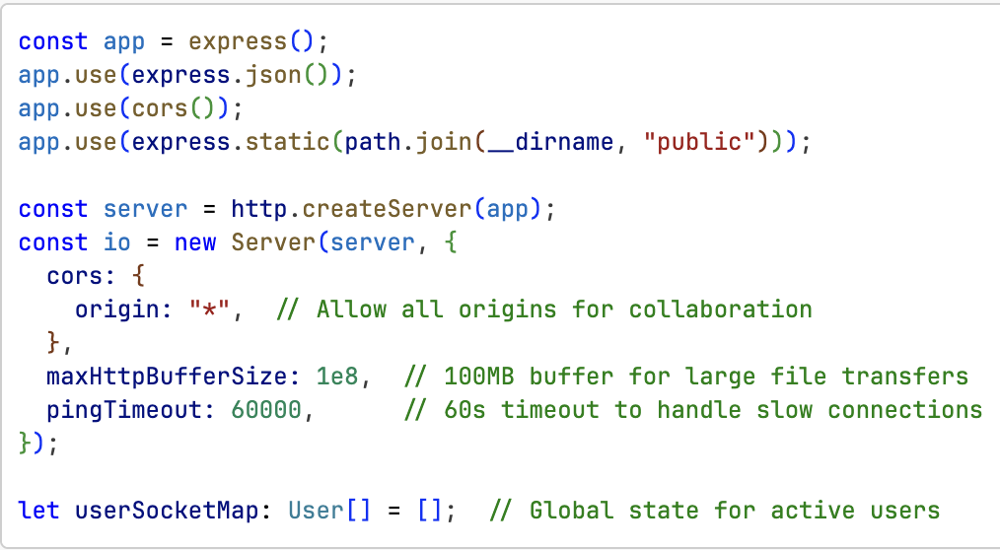 const app = express();
app.use(express.json());
app.use(cors());
app.use(express.static(path.join(__dirname, "public")));

const server = http.createServer(app);
const io = new Server(server, {
  cors: {
    origin: "*",  // Allow all origins for collaboration
  },
  maxHttpBufferSize: 1e8,  // 100MB buffer for large file transfers
  pingTimeout: 60000,      // 60s timeout to handle slow connections
});

let userSocketMap: User[] = [];  // Global state for active users